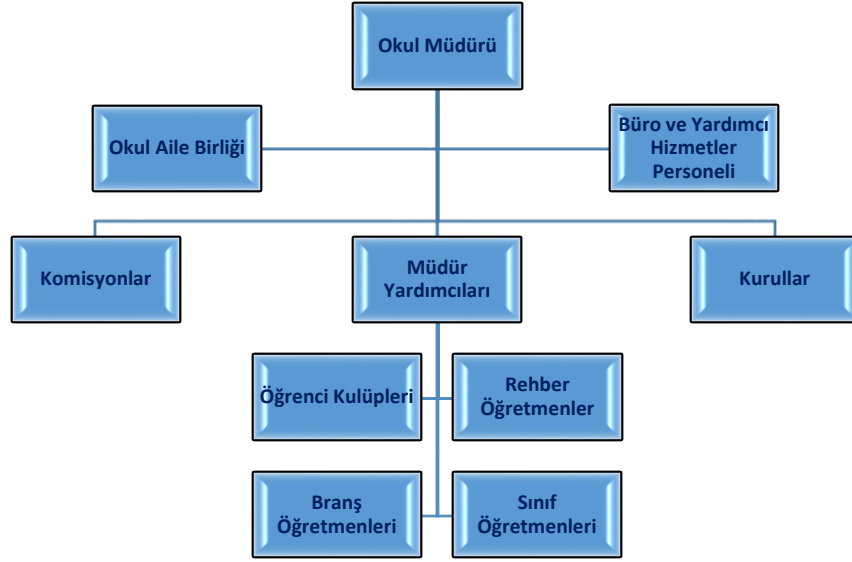 Okul Müdürü
Okul Aile Birliği
Büro ve Yardımcı
Hizmetler
Personeli
Komisyonlar
Müdür
Yardımcıları
Kurullar
Öğrenci Kulüpleri
Rehber
Öğretmenler
Branş
Öğretmenleri
Sınıf
Öğretmenleri